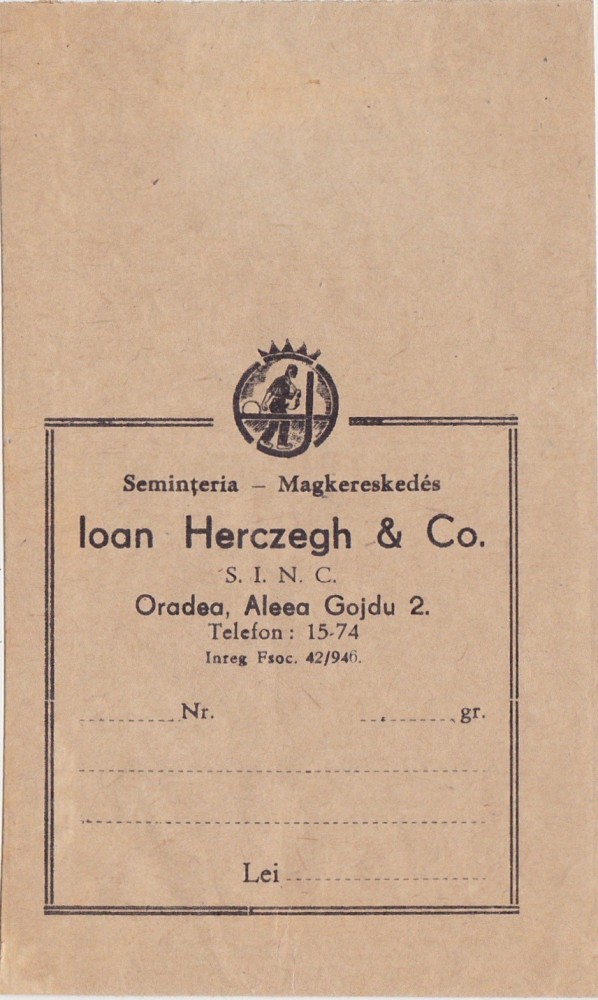 Seminţeria – Magkereskedés
Ioan Herczegh & Co.
S. I. N. C.
Oradea, Aleea Gojdu 2.
Telefon : 15-74
Inreg Fsoc. 42/946.
Nr. gr.
Lei